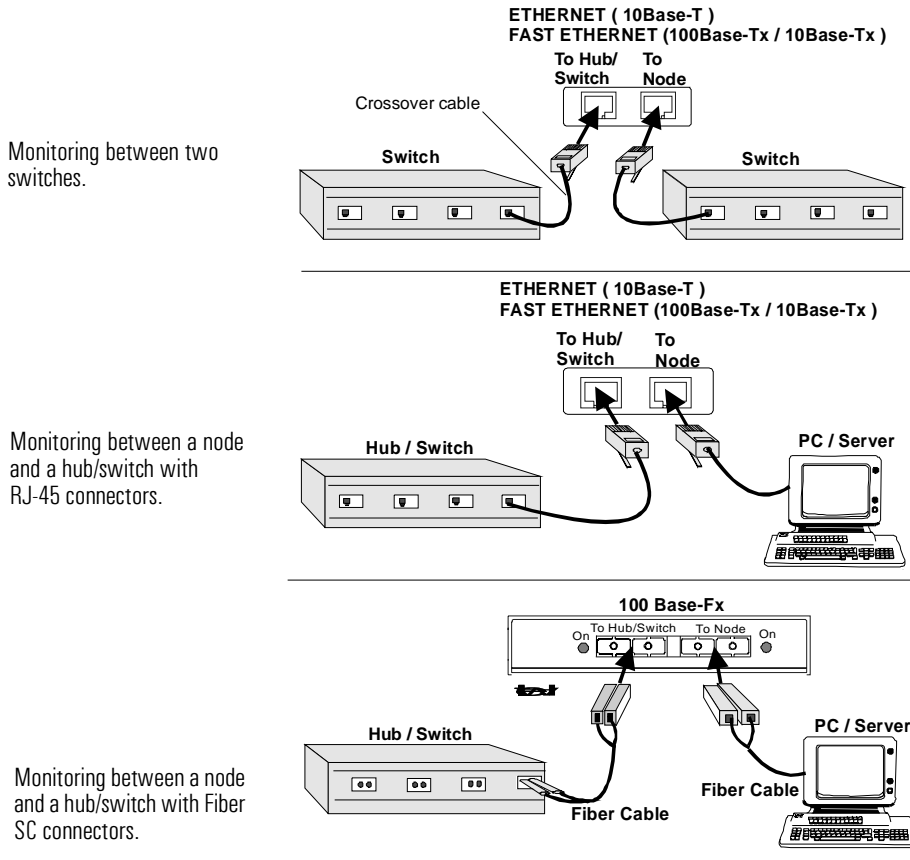 ETHERNET ( 10Base-T )
FAST ETHERNET (100Base-Tx / 10Base-Tx )
To Hub/
Switch
To
Node
Crossover cable
Monitoring between two
switches.
Switch
Switch
ETHERNET ( 10Base-T )
FAST ETHERNET (100Base-Tx / 10Base-Tx )
To Hub/
Switch
To
Node
Monitoring between a node
and a hub/switch with
RJ-45 connectors.
Hub / Switch
PC / Server
100 Base-Fx
On
To Hub/Switch
To Node
On
Hub / Switch
PC / Server
Monitoring between a node
and a hub/switch with Fiber
SC connectors.
Fiber Cable
Fiber Cable